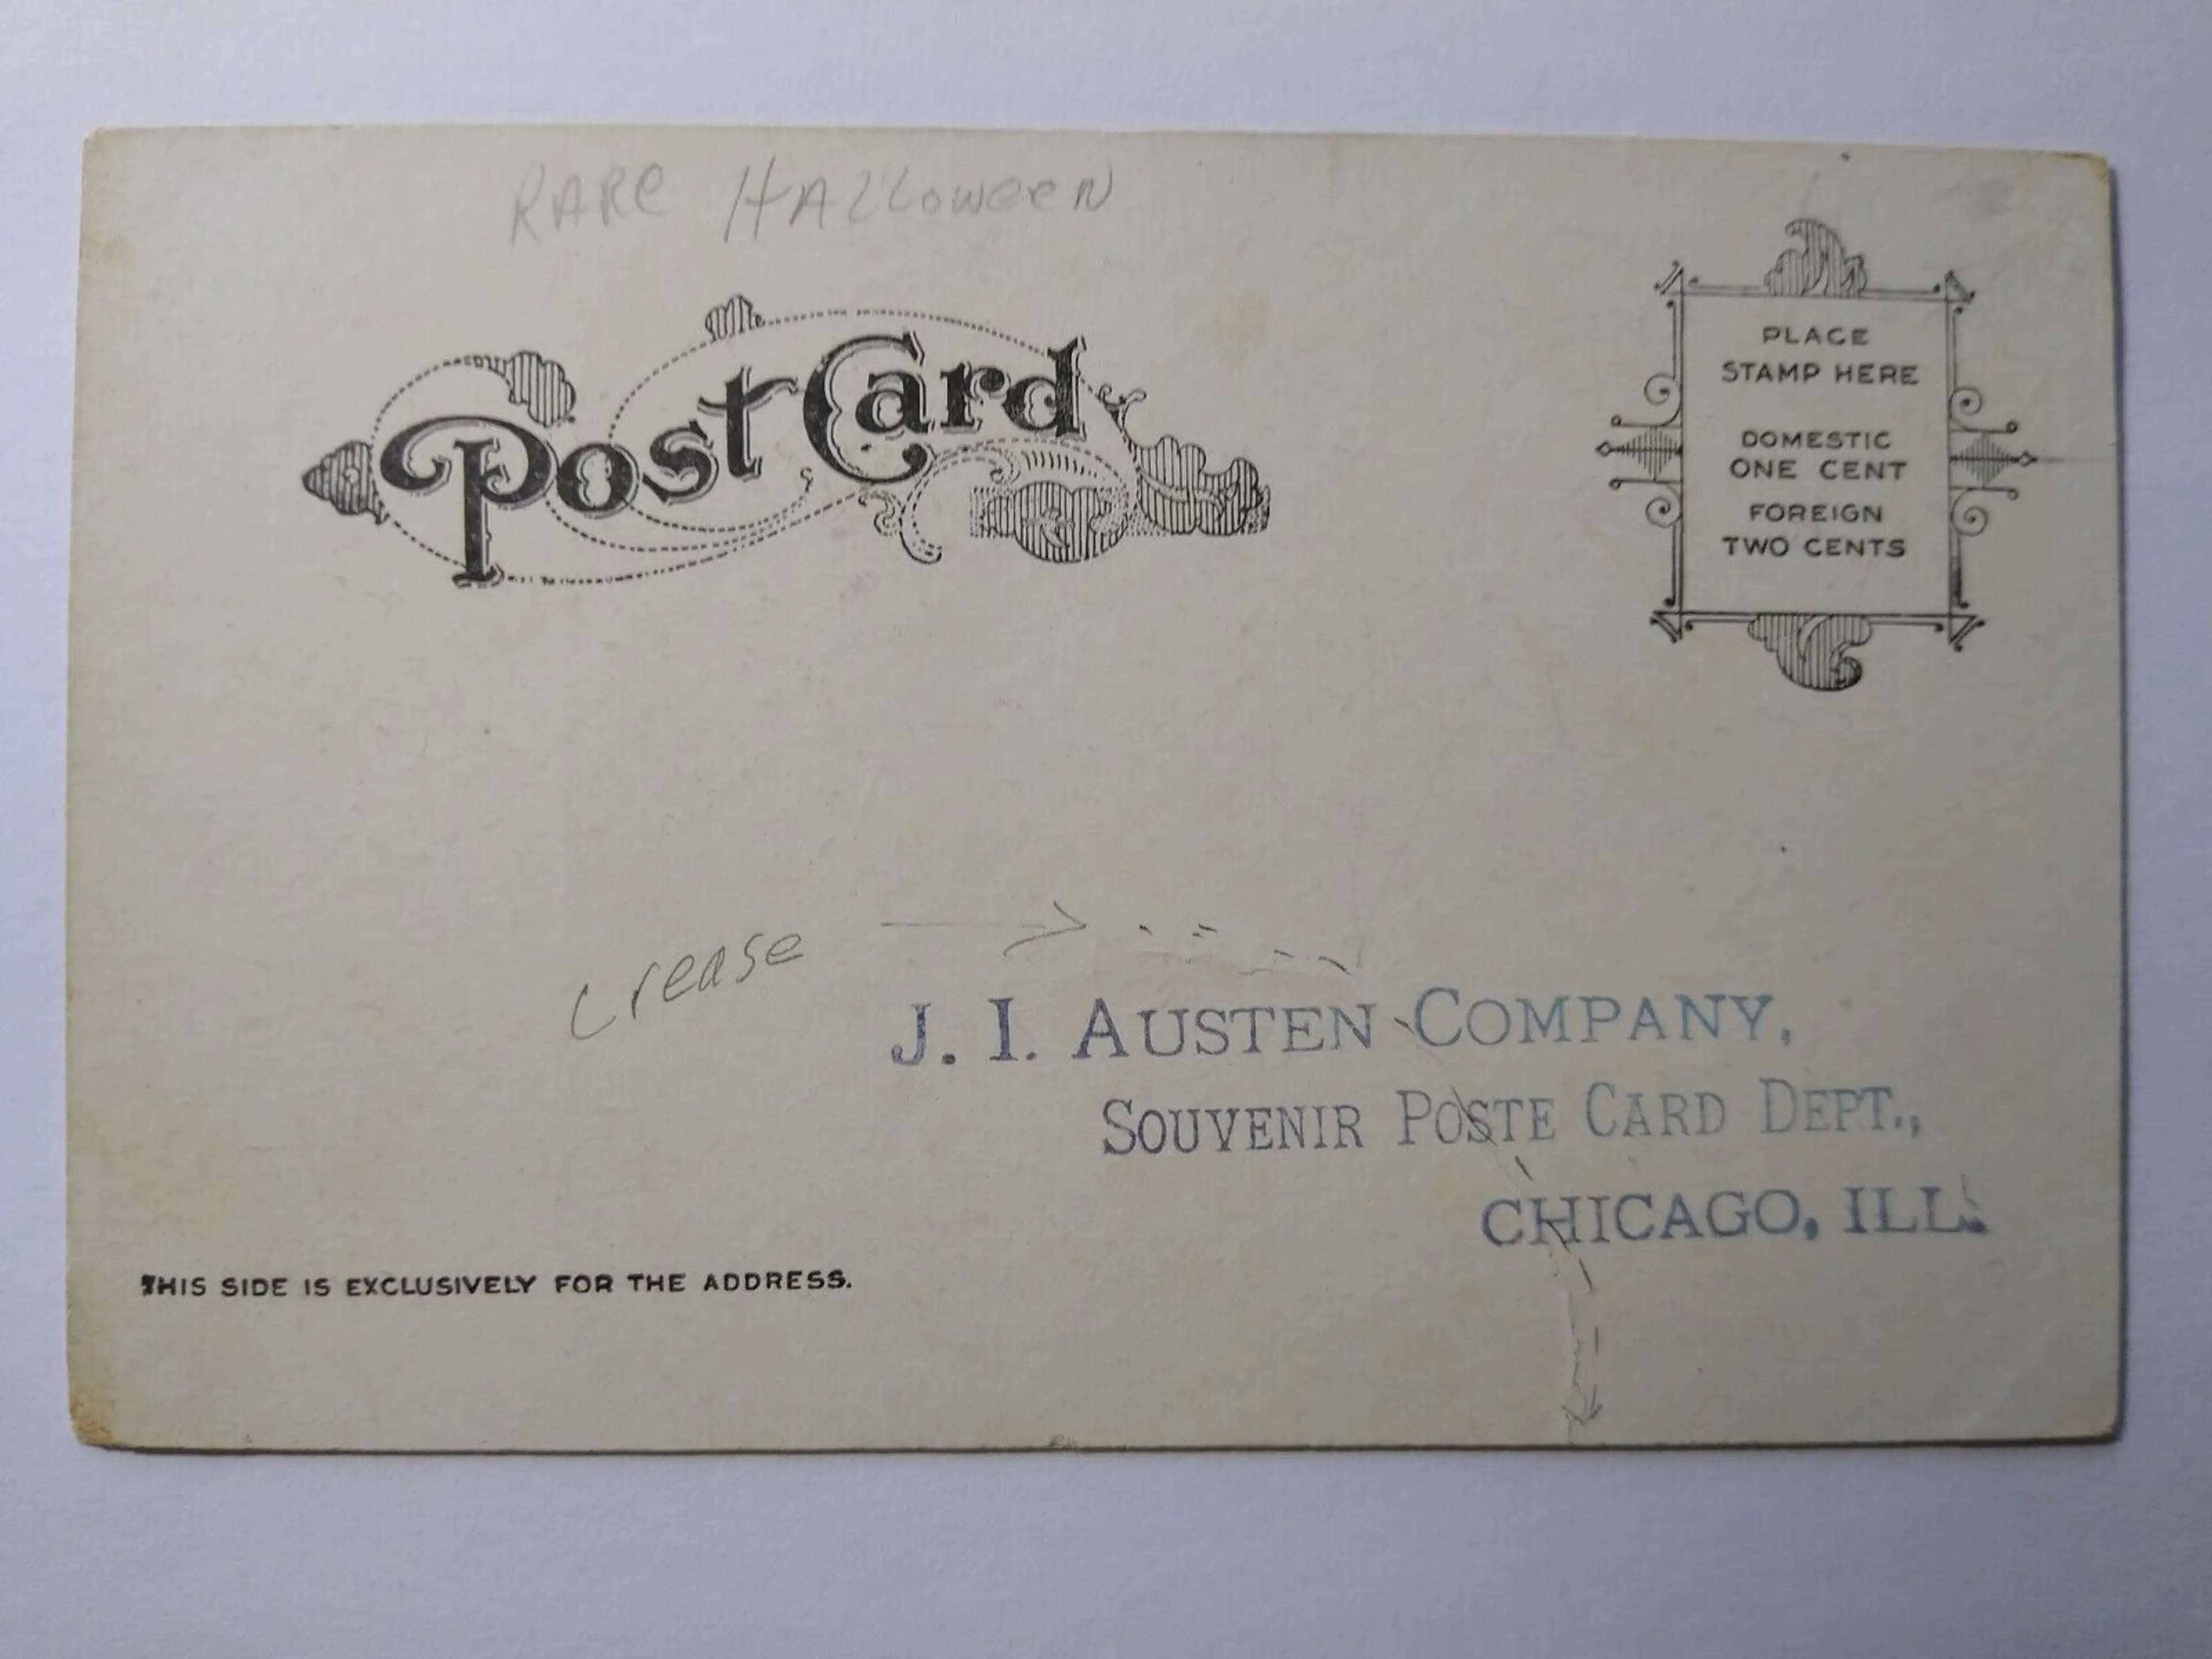 RARe HALLoweeN
Post Card
PLACE
STAMP HERE
DOMESTIC
ONE CENT
FOREIGN
TWO CENTS
crease
J. I. AUSTEN COMPANY,
SOUVENIR POSTE CARD DEPT.,
CHICAGO, ILL.
THIS SIDE IS EXCLUSIVELY FOR THE ADDRESS.